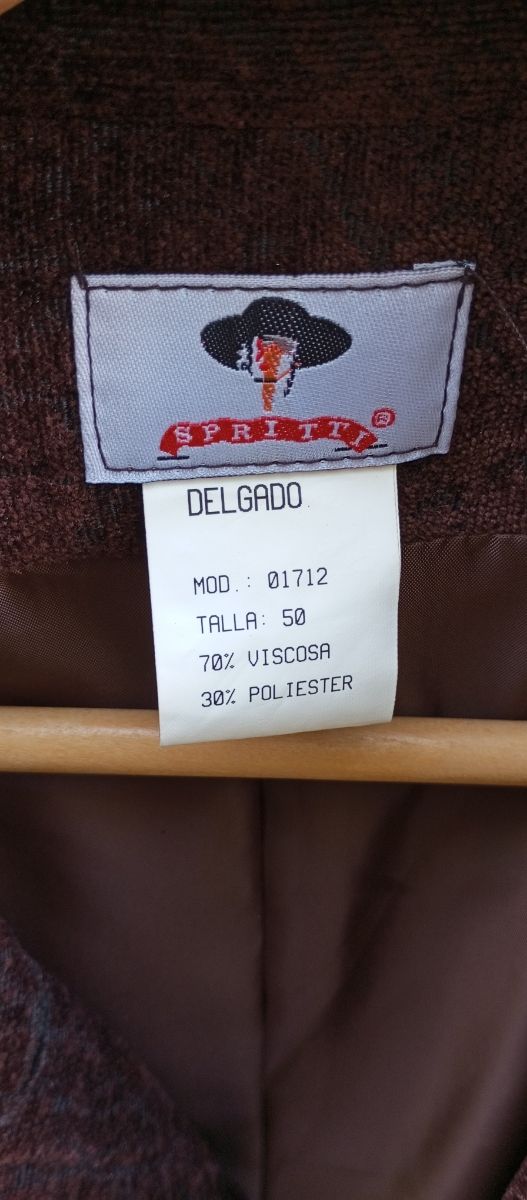 SPRITTI ®
DELGADO
MOD.: 01712
TALLA: 50
70% VISCOSA
30% POLIESTER